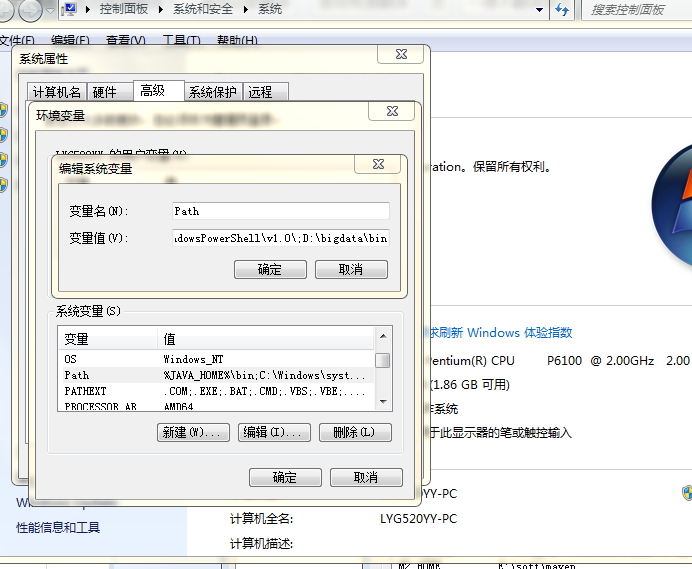 控制面板 ▸ 系统和安全 ▸ 系统
搜索控制面板
文件(F) 编辑(E) 查看(V) 工具(T) 帮助(H)
系统属性
计算机名 硬件 高级 系统保护 远程
环境变量
LYG520YY 的用户变量(U)
编辑系统变量
ration。保留所有权利。
变量名(N): Path
变量值(V): dowsPowerShell\v1.0\;D:\bigdata\bin
确定 取消
系统变量(S)
变量 值
OS Windows_NT
Path %JAVA_HOME%\bin;C:\Windows\syst...
PATHEXT .COM;.EXE;.BAT;.CMD;.VBS;.VBE;....
PROCESSOR_AR AMD64
新建(W)... 编辑(I)... 删除(L)
确定 取消
求刷新 Windows 体验指数
entium(R) CPU P6100 @ 2.00GHz 2.00
(1.86 GB 可用)
作系统
于此显示器的笔或触控输入
Windows Update
性能信息和工具
YY-PC
计算机全名: LYG520YY-PC
计算机描述:
M2_HOME E:\soft\maven